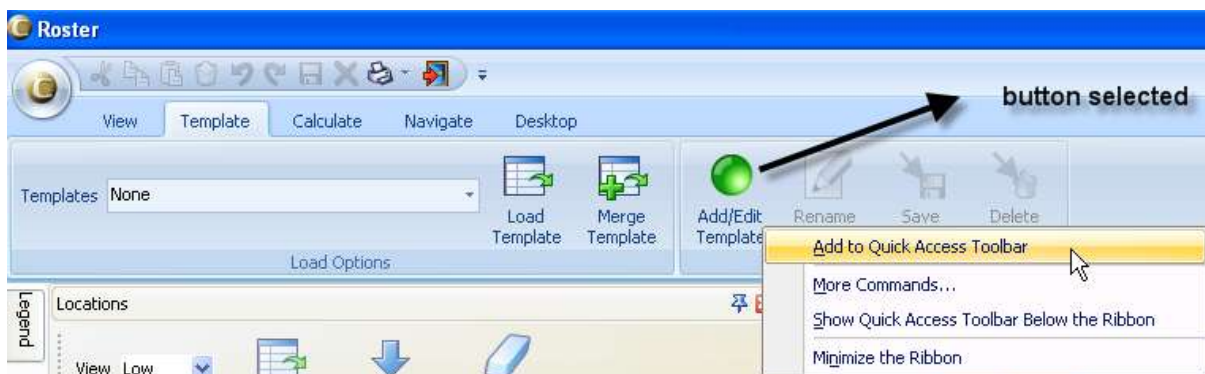 Roster
button selected
View Template Calculate Navigate Desktop
Templates None
Load Template
Merge Template
Add/Edit Template
Rename
Save
Delete
Load Options
Add to Quick Access Toolbar
More Commands...
Show Quick Access Toolbar Below the Ribbon
Minimize the Ribbon
Legend
Locations
View Low